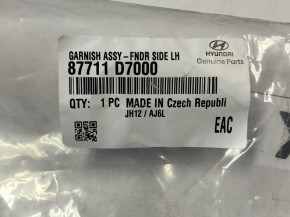 GARNISH ASSY-FNDR SIDE LH
87711 D7000
HYUNDAI
Genuine Parts
QTY: 1 PC MADE IN Czech Republi
JH12 / AJ6L
EAC